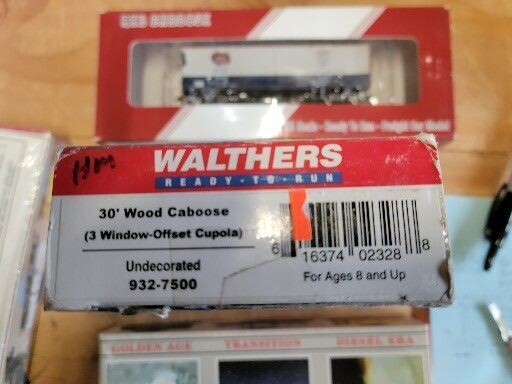 Hm
WALTHERS
READY-TO-RUN
30' Wood Caboose
(3 Window-Offset Cupola)
Undecorated
932-7500
6 16374 02328 8
For Ages 8 and Up
GOLDEN AGE TRANSITION DIESEL ERA